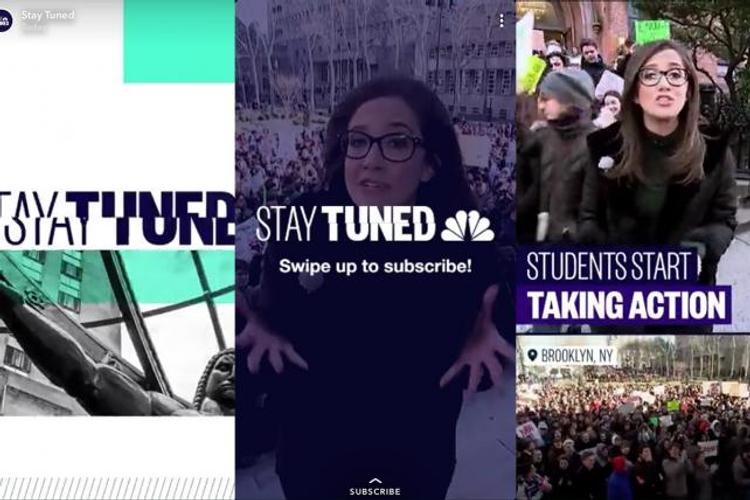 Stay Tuned
STAY TUNED
STAY TUNED
Swipe up to subscribe!
SUBSCRIBE
STUDENTS START
TAKING ACTION
BROOKLYN, NY